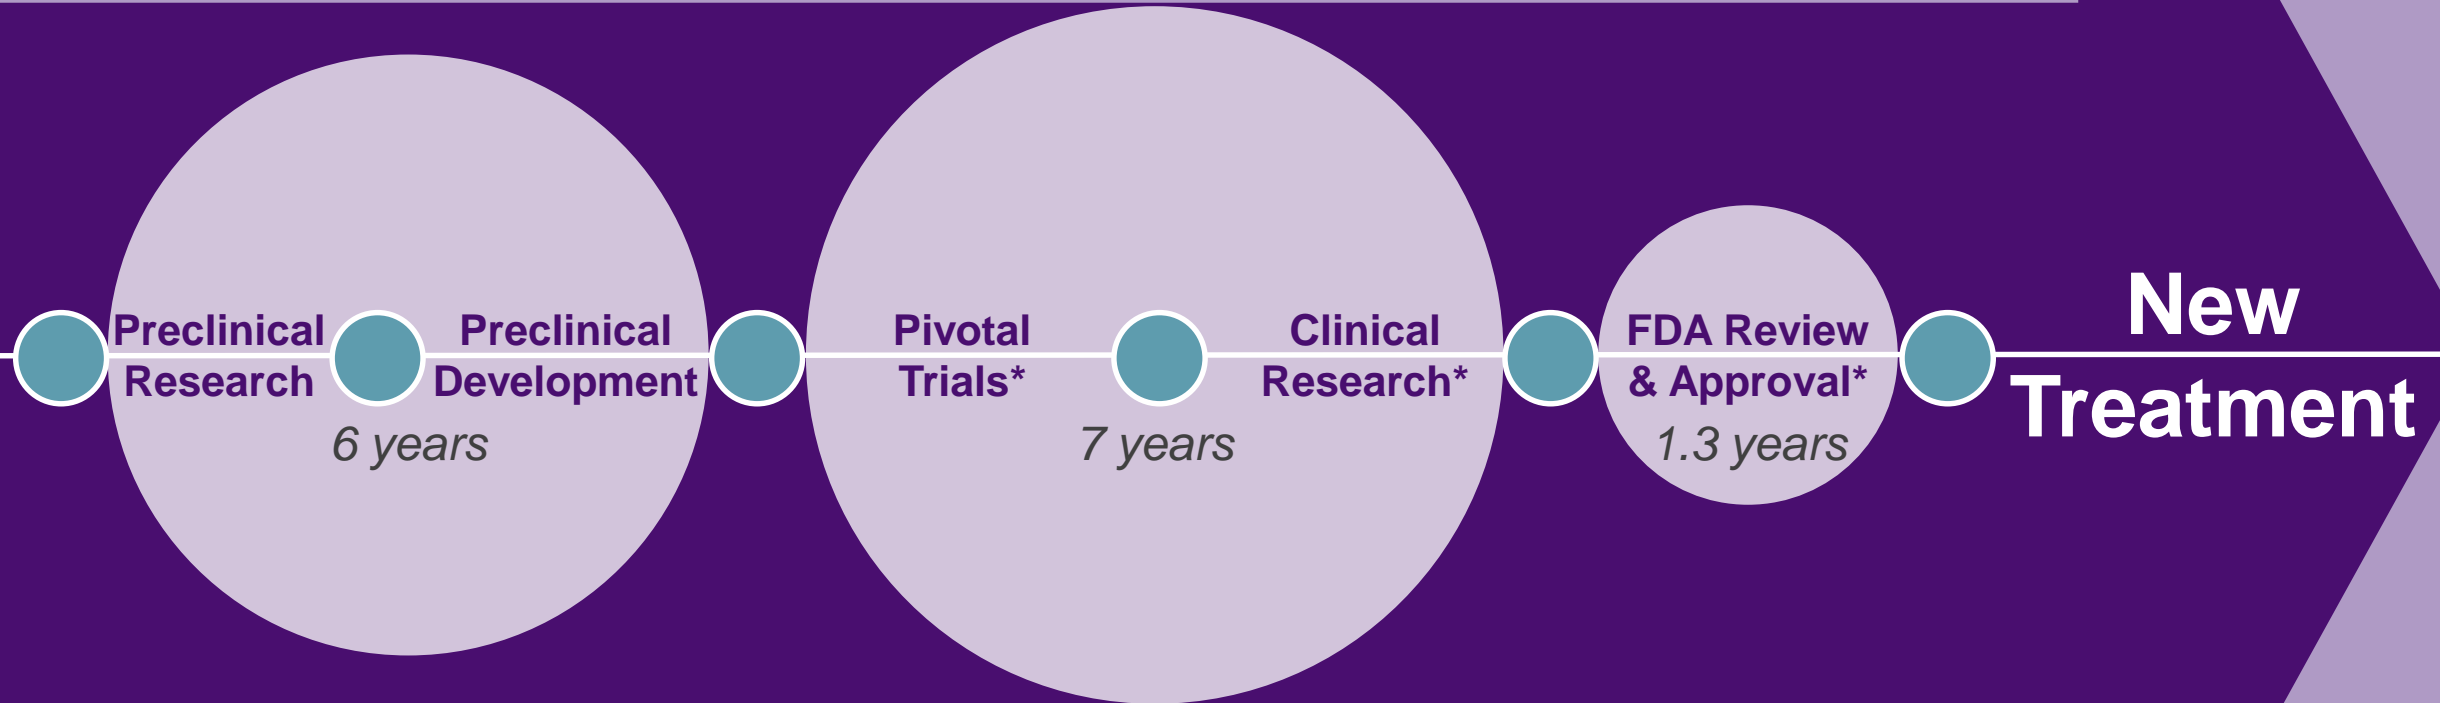 Preclinical
Research
Preclinical
Development
6 years
Pivotal
Trials*
Clinical
Research*
7 years
FDA Review
& Approval*
1.3 years
New
Treatment